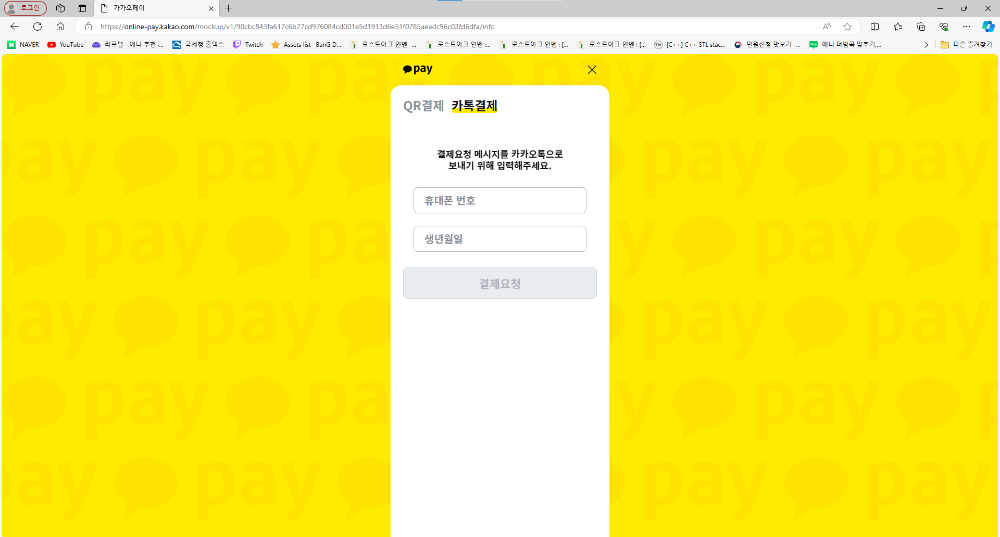 로그인
카카오페이
https://online-pay.kakao.com/mockup/v1/90cbc843fa617c6b27cd976084cd001e5d1913d6e51f0785aeadc96c03fd6dfa/info
NAVER
YouTube
라프텔 - 애니 추천 ·...
국세청 홈택스
Twitch
Assets list BanG D...
로스트아크 인벤 -...
로스트아크 인벤 :...
로스트아크 인벤 : [...
로스트아크 인벤 : [...
[C++] C++ STL stac...
민원신청 맛보기 -...
애니 더빙곡 맞추기,...
다른 즐겨찾기
pay
QR결제 카톡결제
결제요청 메시지를 카카오톡으로
보내기 위해 입력해주세요.
휴대폰 번호
생년월일
결제요청